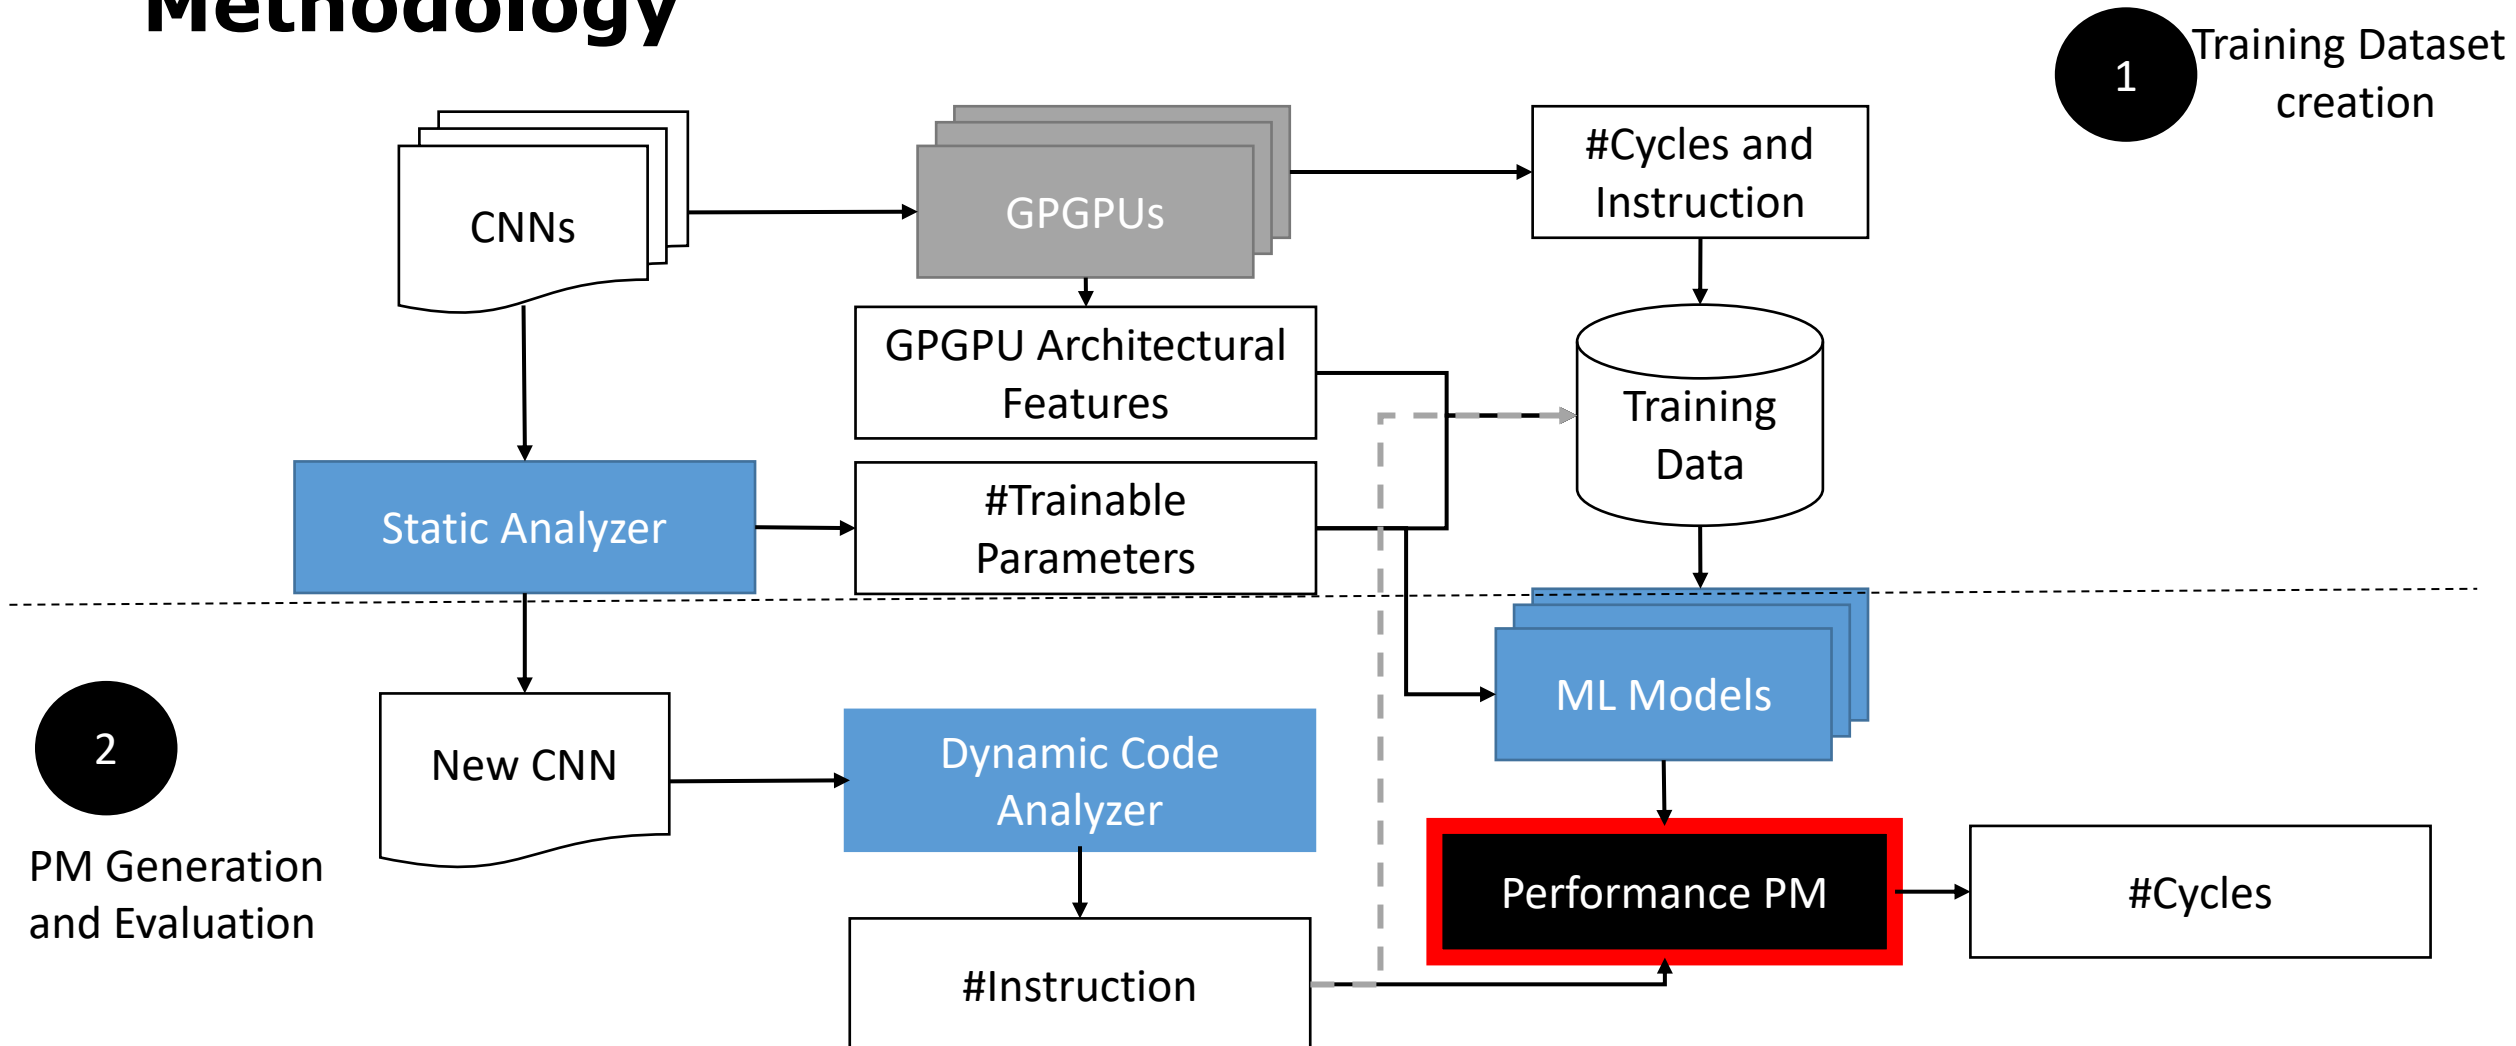 Methodology
1
Training Dataset
creation
CNNs
GPGPUs
#Cycles and
Instruction
GPGPU Architectural
Features
Training
Data
Static Analyzer
#Trainable
Parameters
ML Models
2
PM Generation
and Evaluation
New CNN
Dynamic Code
Analyzer
Performance PM
#Cycles
#Instruction